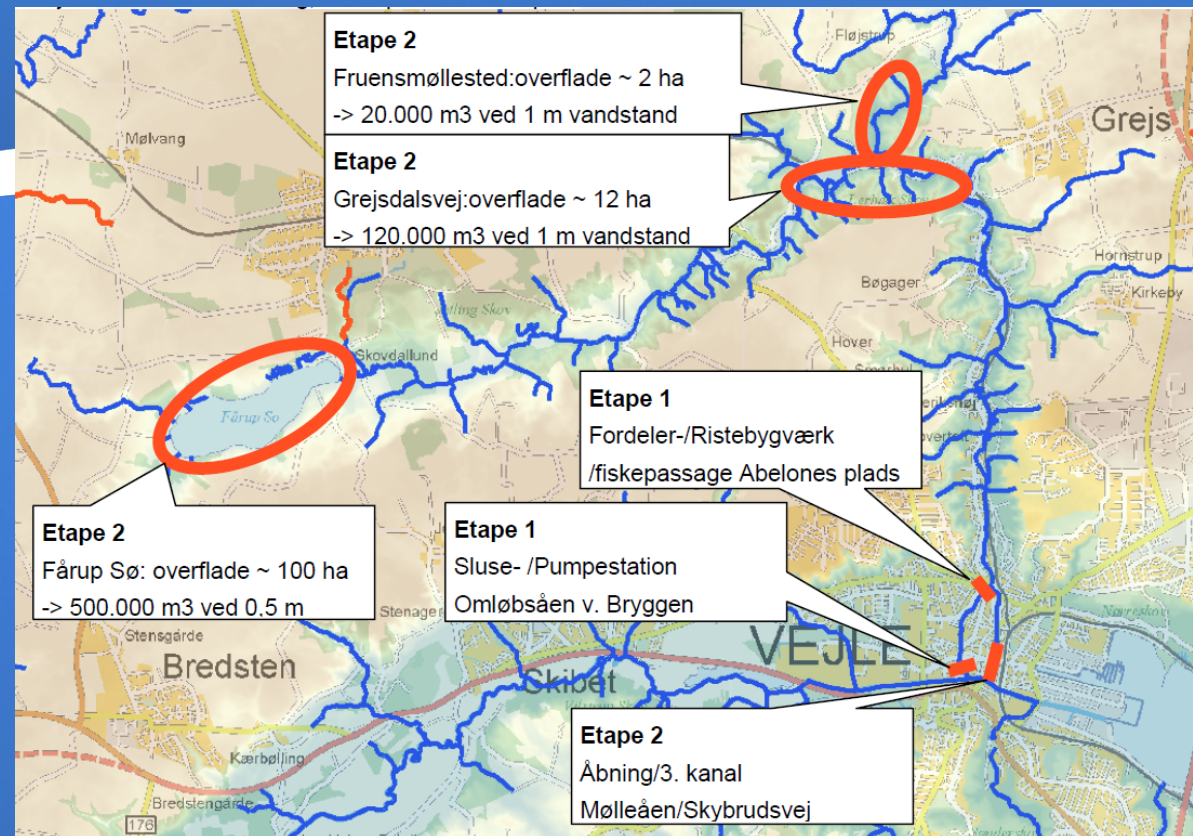 Etape 2
Fruensmøllested:overflade ~ 2 ha
-> 20.000 m3 ved 1 m vandstand
Etape 2
Grejsdalsvej:overflade ~ 12 ha
-> 120.000 m3 ved 1 m vandstand
Fløjstrup
Grejs
Mølvang
Hornstrup
Kirkeby
Bøgager
Hover
Skovdallund
Fårup Sø
Etape 1
Fordeler-/Ristebygværk
/fiskepassage Abelones plads
Etape 2
Fårup Sø: overflade ~ 100 ha
-> 500.000 m3 ved 0,5 m
Etape 1
Sluse- /Pumpestation
Omløbsåen v. Bryggen
Stenager
Stensgårde
Bredsten
VEJLE
Skibet
Nørreskov
Etape 2
Åbning/3. kanal
Mølleåen/Skybrudsvej
Kærbølling
Bredstengårde
176